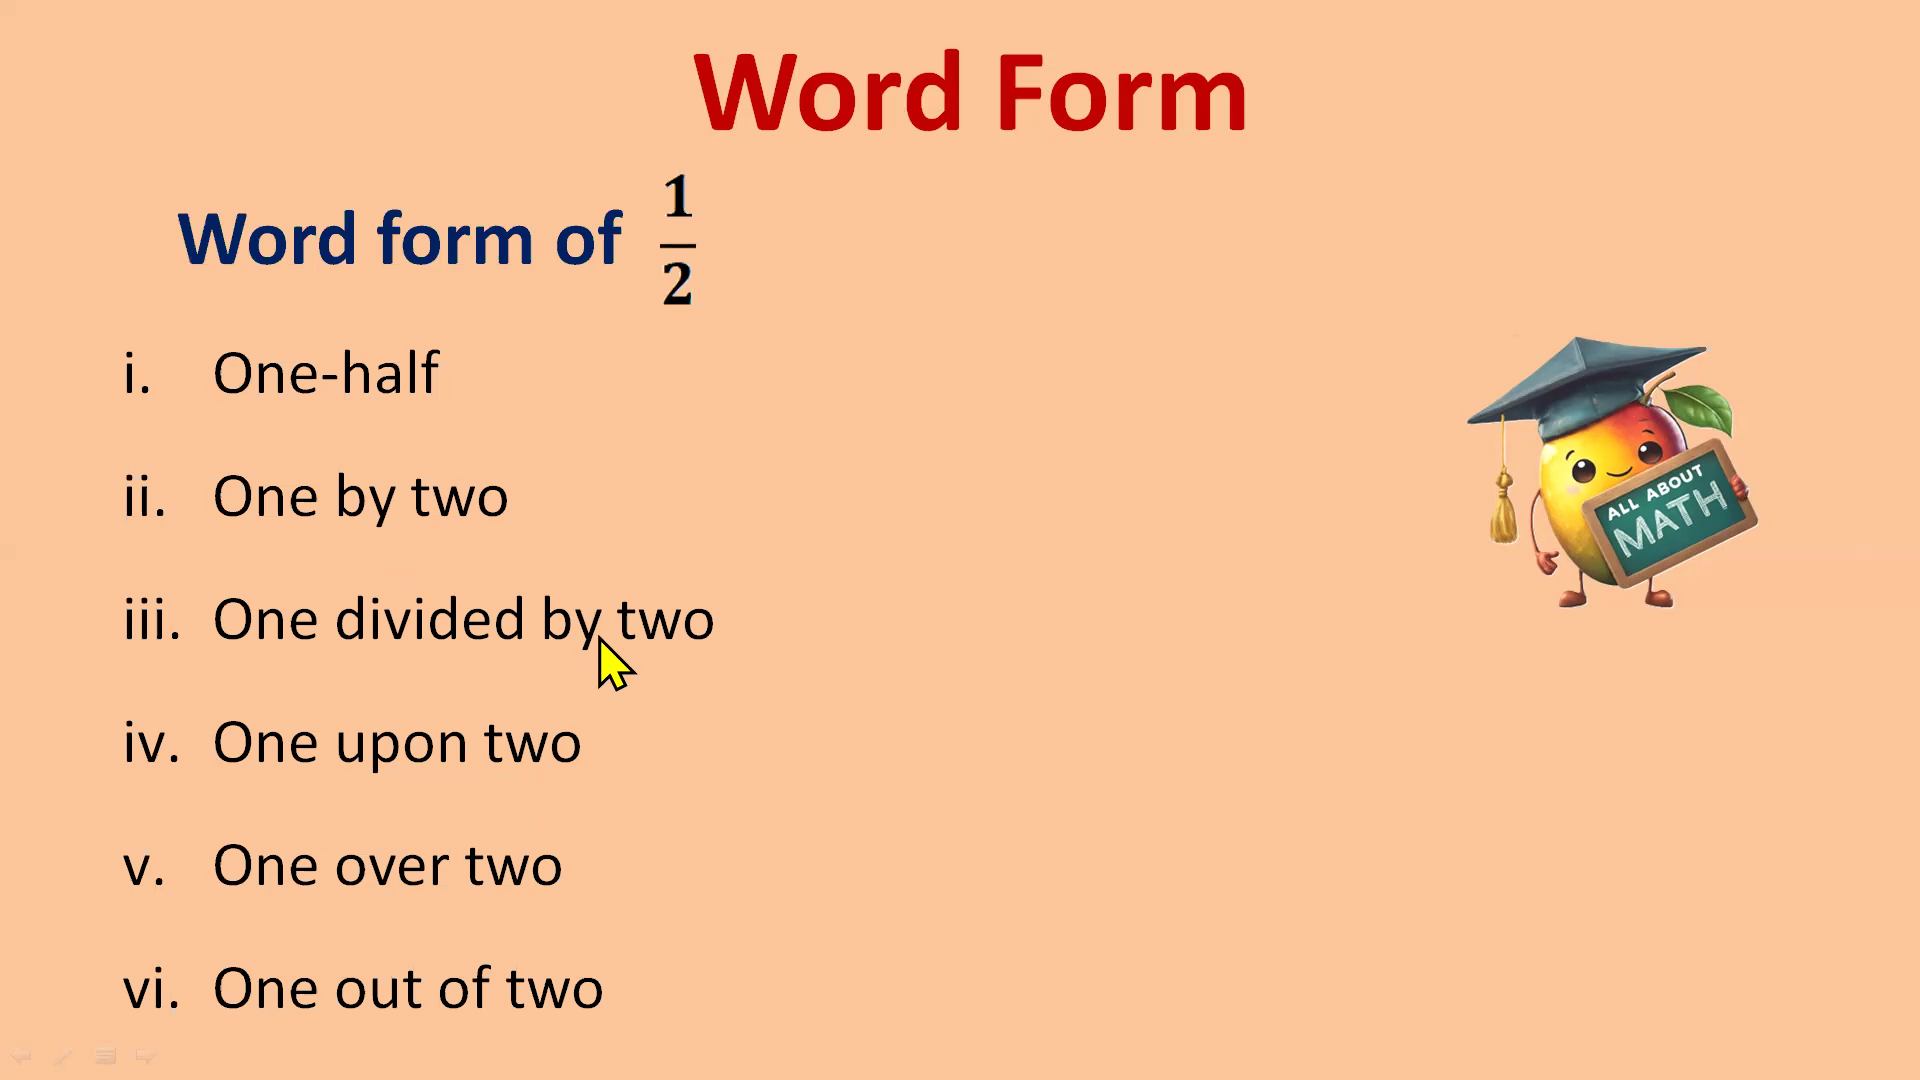 Word Form
Word form of 1/2
i. One-half
ii. One by two
iii. One divided by two
iv. One upon two
v. One over two
vi. One out of two
ALL ABOUT
MATH